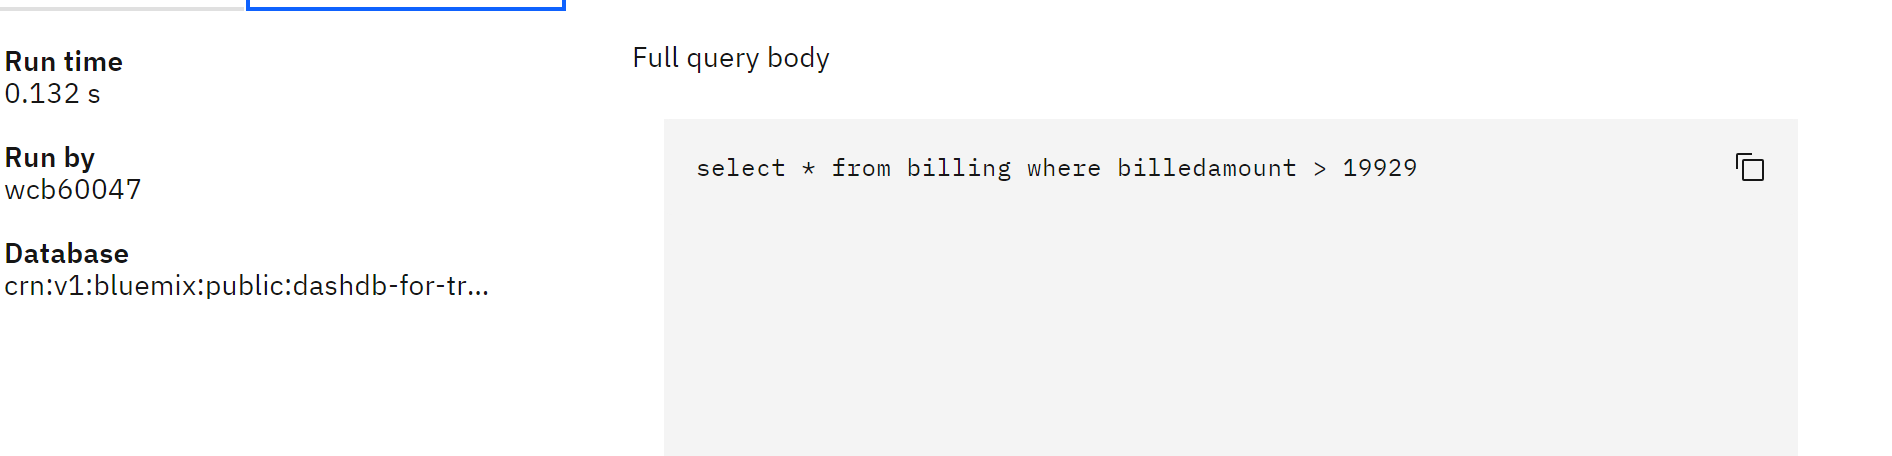 Run time
0.132 s
Run by
wcb60047
Database
crn:v1:bluemix:public:dashdb-for-tr...
Full query body
select * from billing where billedamount > 19929